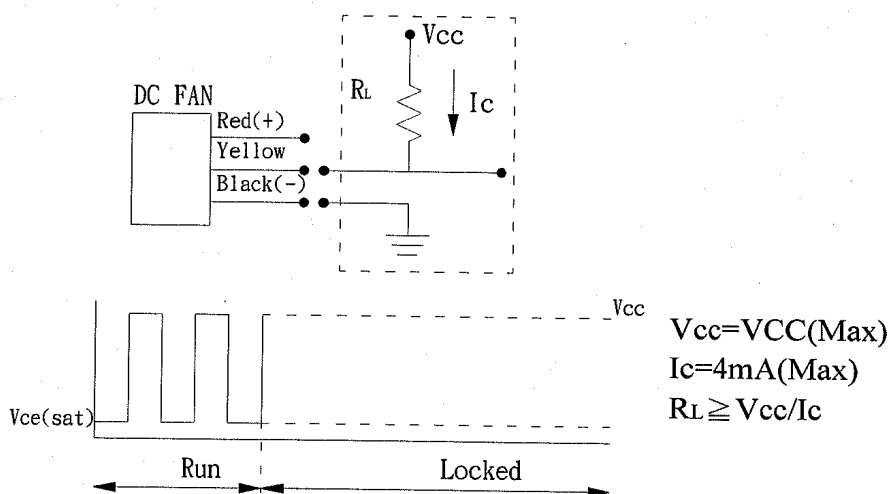 Vcc
RL
Ic
DC FAN
Red(+)
Yellow
Black(-)
Vcc
Vce(sat)
Run
Locked
Vcc=VCC(Max)
Ic=4mA(Max)
RL≧Vcc/Ic